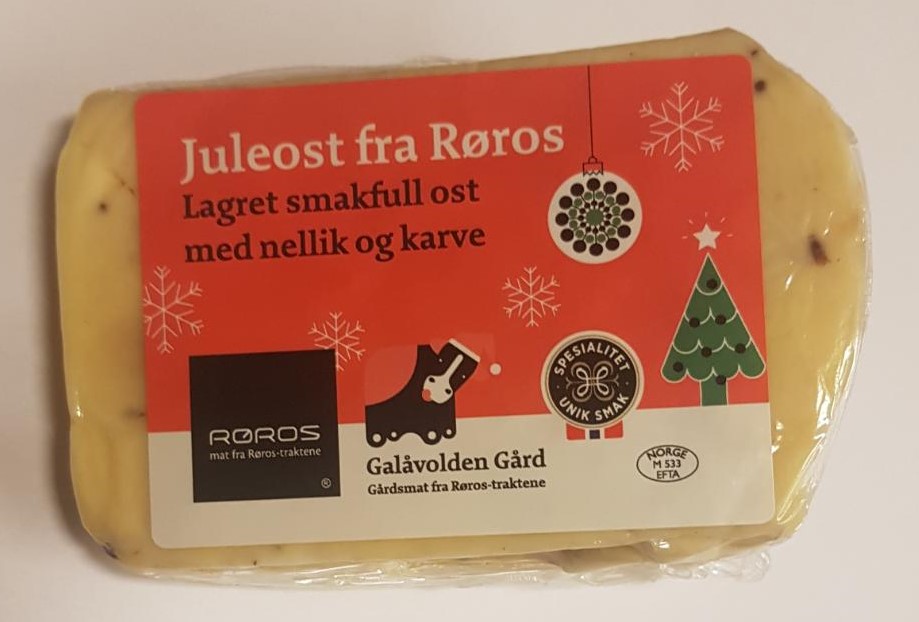 Juleost fra Røros
Lagret smakfull ost
med nellik og karve
SPESIALITET
UNIK SMAK
RØROS
mat fra Røros-traktene
®
Galåvolden Gård
Gårdsmat fra Røros-traktene
NORGE
M 533
EFTA